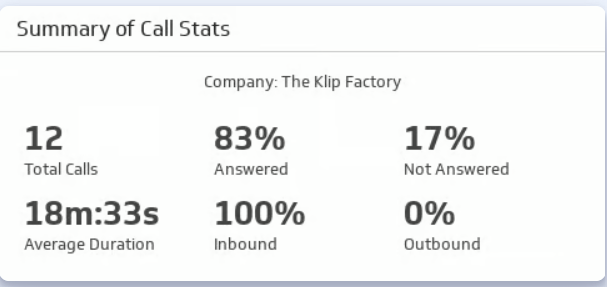 Summary of Call Stats
Company: The Klip Factory
12 83% 17%
Total Calls Answered Not Answered
18m:33s 100% 0%
Average Duration Inbound Outbound